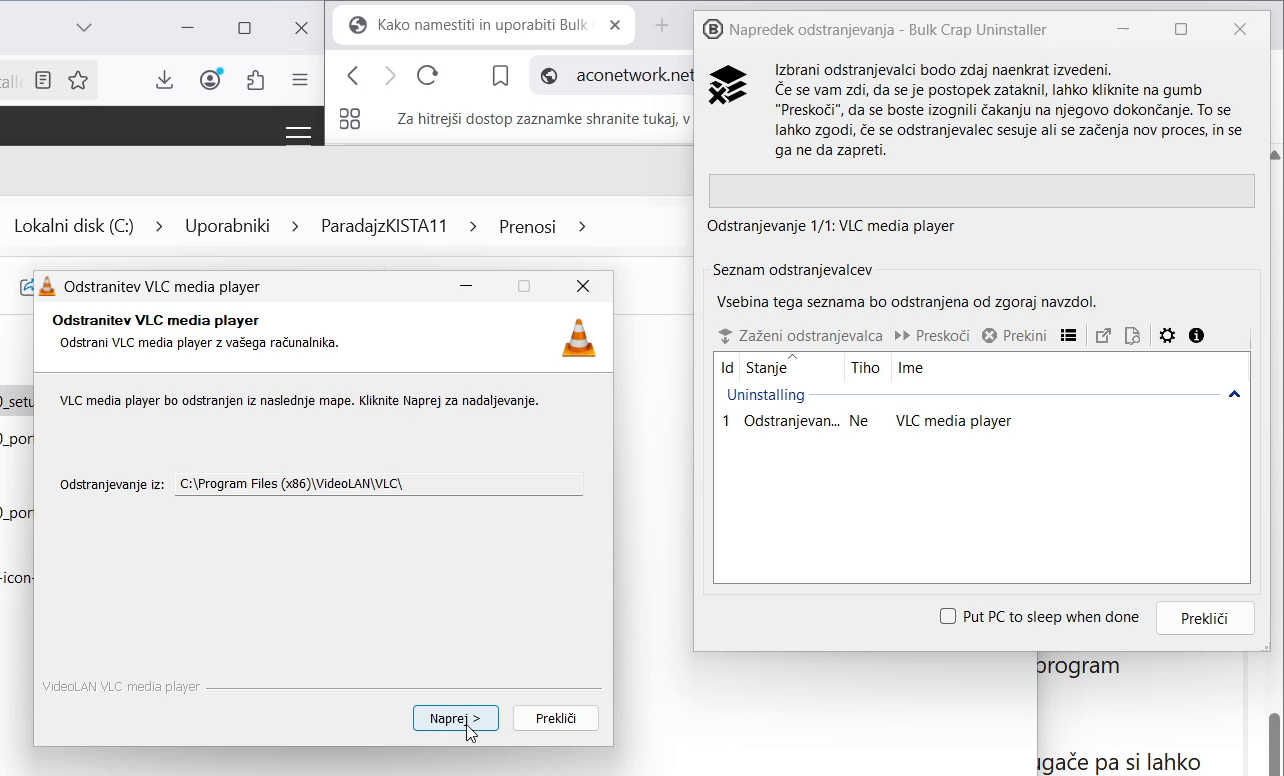 Kako namestiti in uporabiti Bulk
aconetwork.net
Za hitrejši dostop zaznamke shranite tukaj, v
Lokalni disk (C:) > Uporabniki > ParadajzKISTA11 > Prenosi >
0_setu
0_por
0_por
-icon-
Odstranitev VLC media player
Odstranitev VLC media player
Odstrani VLC media player z vašega računalnika.
VLC media player bo odstranjen iz naslednje mape. Kliknite Naprej za nadaljevanje.
Odstranjevanje iz: C:\Program Files (x86)\VideoLAN\VLC\
VideoLAN VLC media player
Naprej > Prekliči
Napredek odstranjevanja - Bulk Crap Uninstaller
Izbrani odstranjevalci bodo zdaj naenkrat izvedeni.
Če se vam zdi, da se je postopek zataknil, lahko kliknite na gumb
"Preskoči", da se boste izognili čakanju na njegovo dokončanje. To se
lahko zgodi, če se odstranjevalec sesuje ali se začenja nov proces, in se
ga ne da zapreti.
Odstranjevanje 1/1: VLC media player
Seznam odstranjevalcev
Vsebina tega seznama bo odstranjena od zgoraj navzdol.
Zaženi odstranjevalca Preskoči Prekini
Id Stanje Tiho Ime
Uninstalling
1 Odstranjevan... Ne VLC media player
Put PC to sleep when done Prekliči
program
ugače pa si lahko